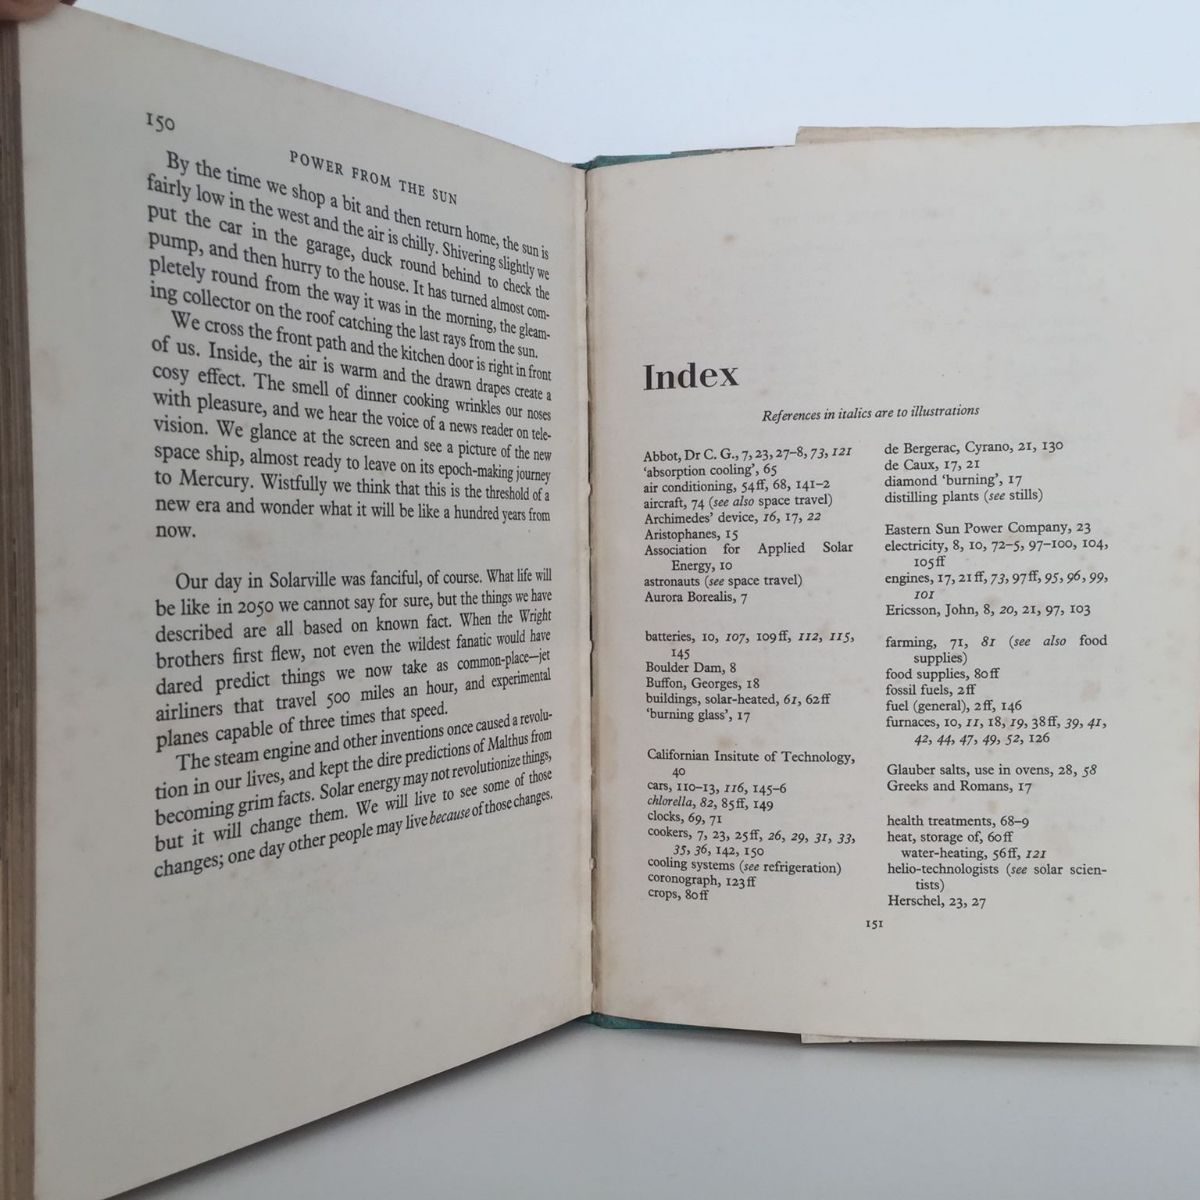 150
POWER FROM THE SUN
By the time we shop a bit and then return home, the sun is
fairly low in the west and the air is chilly. Shivering slightly we
put the car in the garage, duck round behind to check the
pump, and then hurry to the house. It has turned almost com-
pletely round from the way it was in the morning, the gleam-
ing collector on the roof catching the last rays from the sun.
We cross the front path and the kitchen door is right in front
of us. Inside, the air is warm and the drawn drapes create a
cosy effect. The smell of dinner cooking wrinkles our noses
with pleasure, and we hear the voice of a news reader on tele-
vision. We glance at the screen and see a picture of the new
space ship, almost ready to leave on its epoch-making journey
to Mercury. Wistfully we think that this is the threshold of a
new era and wonder what it will be like a hundred years from
now.
Our day in Solarville was fanciful, of course. What life will
be like in 2050 we cannot say for sure, but the things we have
described are all based on known fact. When the Wright
brothers first flew, not even the wildest fanatic would have
dared predict things we now take as common-place—jet
airliners that travel 500 miles an hour, and experimental
planes capable of three times that speed.
The steam engine and other inventions once caused a revolu-
tion in our lives, and kept the dire predictions of Malthus from
becoming grim facts. Solar energy may not revolutionize things,
but it will change them. We will live to see some of those
changes; one day other people may live because of those changes.
Index
References in italics are to illustrations
Abbot, Dr C. G., 7, 23, 27–8, 73, 121
'absorption cooling', 65
air conditioning, 54ff, 68, 141–2
aircraft, 74 (see also space travel)
Archimedes' device, 16, 17, 22
Aristophanes, 15
Association for Applied Solar
Energy, 10
astronauts (see space travel)
Aurora Borealis, 7
batteries, 10, 107, 109ff, 112, 115,
145
Boulder Dam, 8
Buffon, Georges, 18
buildings, solar-heated, 61, 62ff
'burning glass', 17
Californian Insitute of Technology,
40
cars, 110–13, 116, 145–6
chlorella, 82, 85ff, 149
clocks, 69, 71
cookers, 7, 23, 25ff, 26, 29, 31, 33,
35, 36, 142, 150
cooling systems (see refrigeration)
coronograph, 123ff
crops, 80ff
de Bergerac, Cyrano, 21, 130
de Caux, 17, 21
diamond 'burning', 17
distilling plants (see stills)
Eastern Sun Power Company, 23
electricity, 8, 10, 72–5, 97–100, 104,
105ff
engines, 17, 21ff, 73, 97ff, 95, 96, 99,
101
Ericsson, John, 8, 20, 21, 97, 103
farming, 71, 81 (see also food
supplies)
food supplies, 80ff
fossil fuels, 2ff
fuel (general), 2ff, 146
furnaces, 10, 11, 18, 19, 38ff, 39, 41,
42, 44, 47, 49, 52, 126
Glauber salts, use in ovens, 28, 58
Greeks and Romans, 17
health treatments, 68–9
heat, storage of, 60ff
water-heating, 56ff, 121
helio-technologists (see solar scien-
tists)
Herschel, 23, 27
151